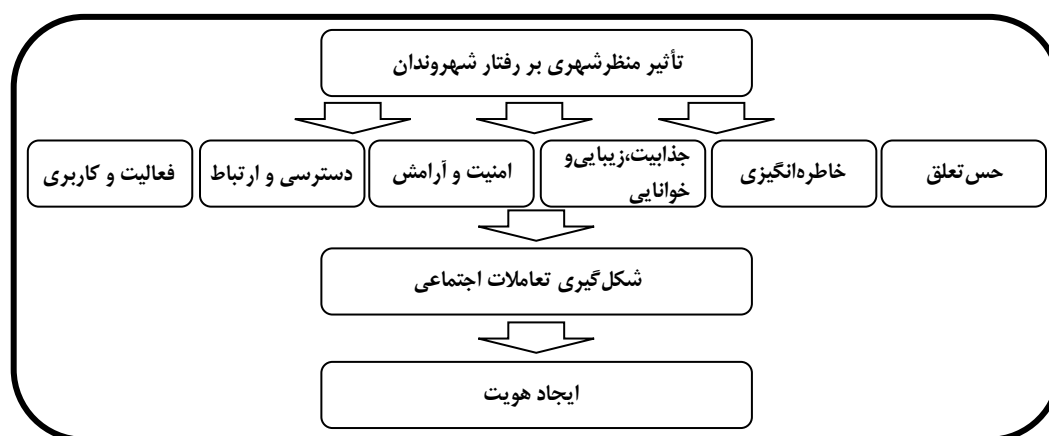 تأثیر منظرشهری بر رفتار شهروندان
حس تعلق
خاطره‌انگیزی
جذابیت،زیبایی‌و
خوانایی
امنیت و آرامش
دسترسی و ارتباط
فعالیت و کاربری
شکل‌گیری تعاملات اجتماعی
ایجاد هویت